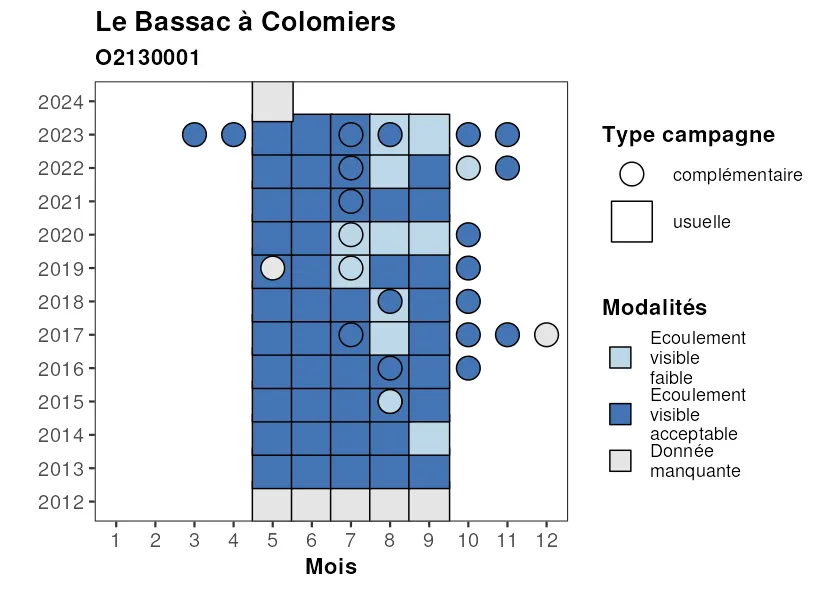 Le Bassac à Colomiers
O2130001
2024
2023
2022
2021
2020
2019
2018
2017
2016
2015
2014
2013
2012
1 2 3 4 5 6 7 8 9 10 11 12
Mois
Type campagne
complémentaire
usuelle
Modalités
Ecoulement
visible
faible
Ecoulement
visible
acceptable
Donnée
manquante